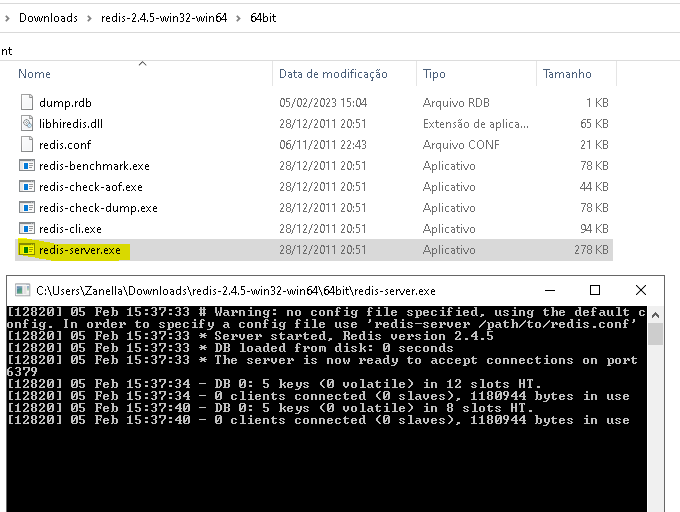 Downloads > redis-2.4.5-win32-win64 > 64bit
nt
Nome Data de modificação Tipo Tamanho
dump.rdb 05/02/2023 15:04 Arquivo RDB 1 KB
libhiredis.dll 28/12/2011 20:51 Extensão de aplica... 65 KB
redis.conf 06/11/2011 22:43 Arquivo CONF 21 KB
redis-benchmark.exe 28/12/2011 20:51 Aplicativo 78 KB
redis-check-aof.exe 28/12/2011 20:51 Aplicativo 44 KB
redis-check-dump.exe 28/12/2011 20:51 Aplicativo 78 KB
redis-cli.exe 28/12/2011 20:51 Aplicativo 94 KB
redis-server.exe 28/12/2011 20:51 Aplicativo 278 KB
C:\Users\Zanella\Downloads\redis-2.4.5-win32-win64\64bit\redis-server.exe
[12820] 05 Feb 15:37:33 # Warning: no config file specified, using the default c
onfig. In order to specify a config file use 'redis-server /path/to/redis.conf'
[12820] 05 Feb 15:37:33 * Server started, Redis version 2.4.5
[12820] 05 Feb 15:37:33 * DB loaded from disk: 0 seconds
[12820] 05 Feb 15:37:33 * The server is now ready to accept connections on port
6379
[12820] 05 Feb 15:37:34 - DB 0: 5 keys (0 volatile) in 12 slots HT.
[12820] 05 Feb 15:37:34 - 0 clients connected (0 slaves), 1180944 bytes in use
[12820] 05 Feb 15:37:40 - DB 0: 5 keys (0 volatile) in 8 slots HT.
[12820] 05 Feb 15:37:40 - 0 clients connected (0 slaves), 1180944 bytes in use